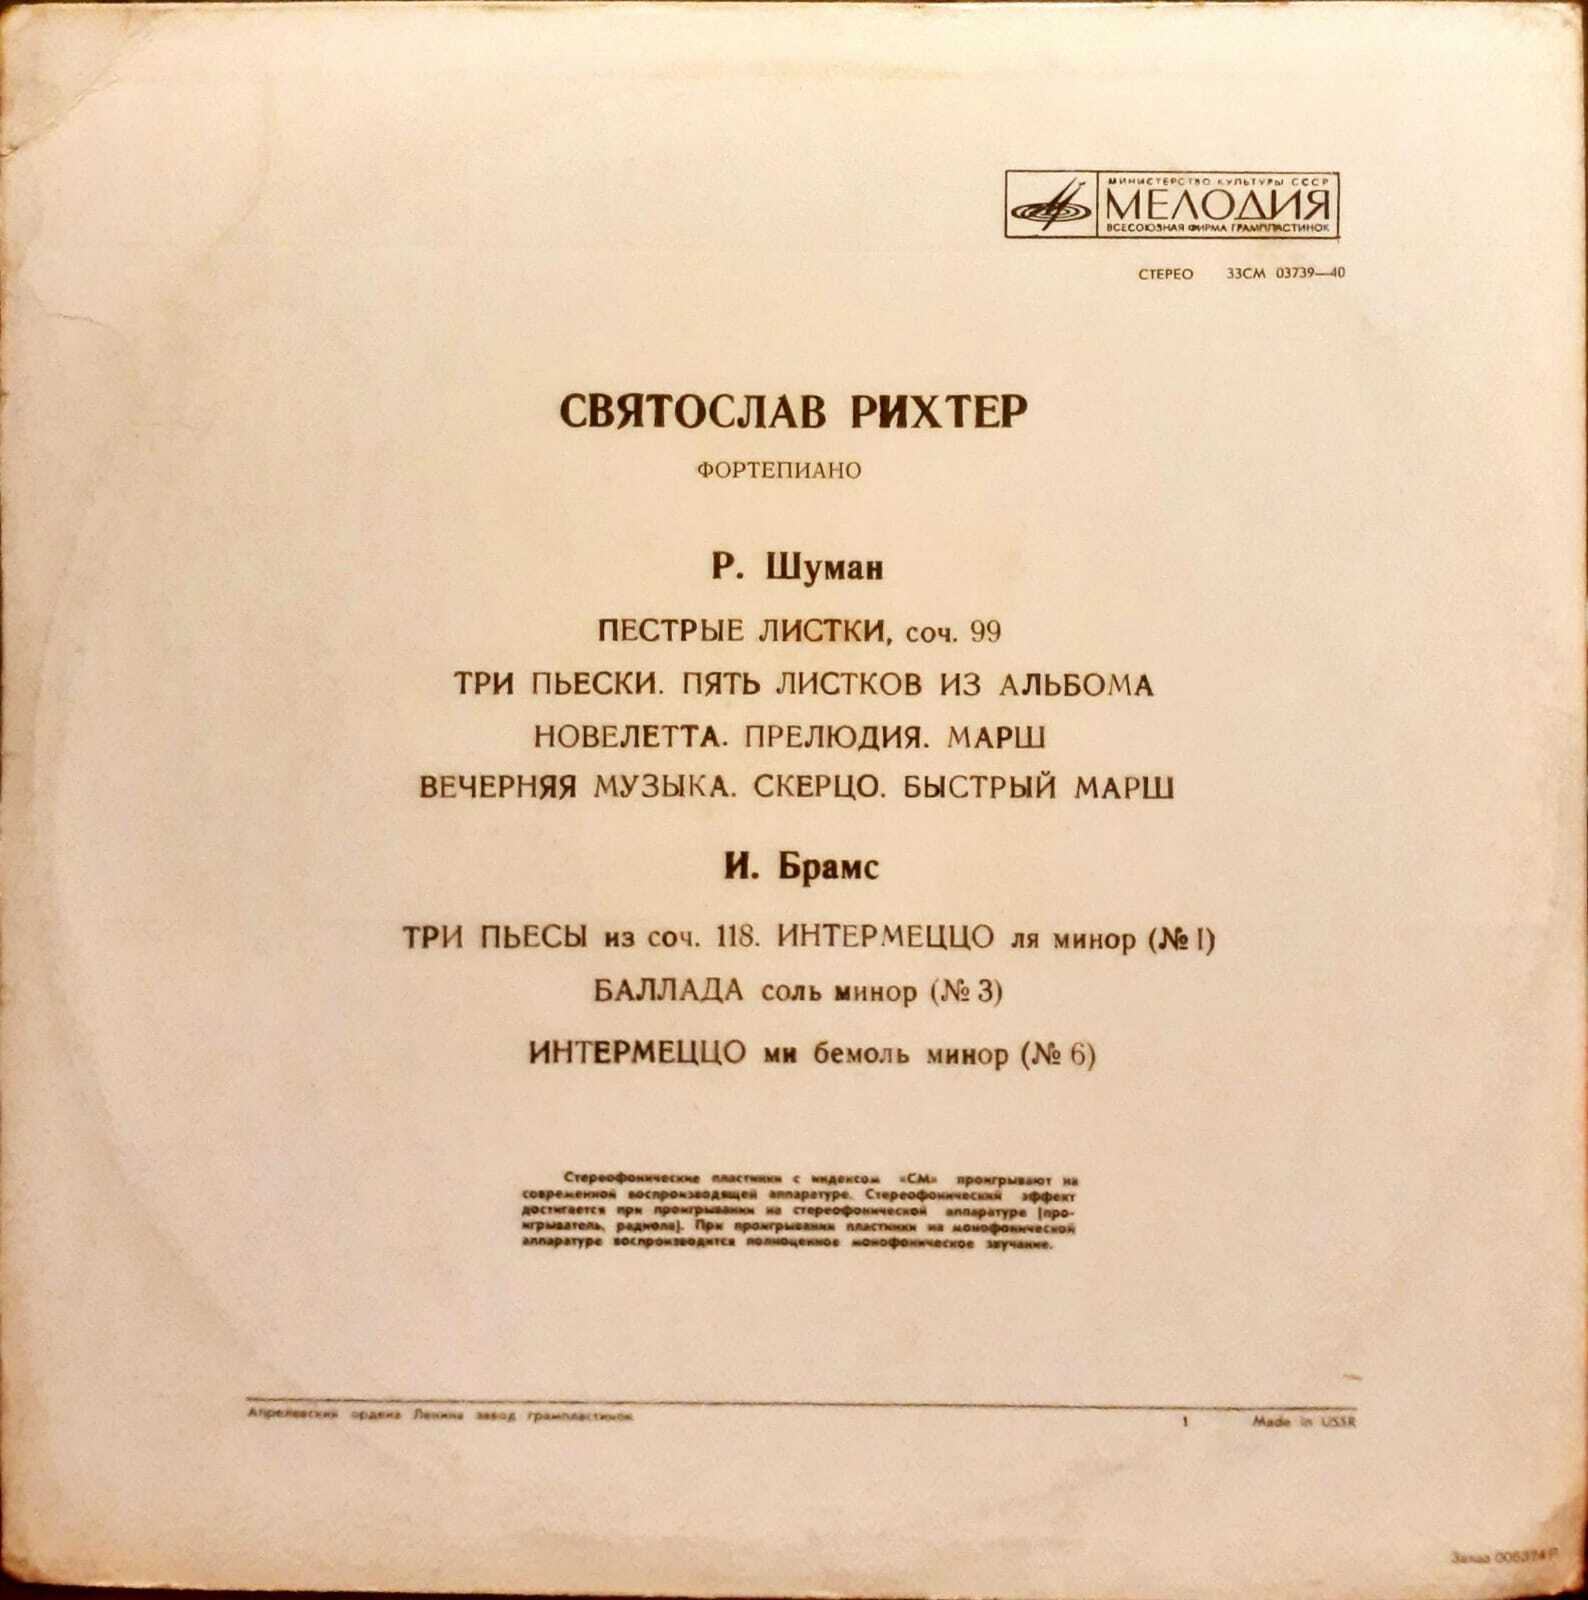 МИНИСТЕРСТВО КУЛЬТУРЫ СССР
МЕЛОДИЯ
ВСЕСОЮЗНАЯ ФИРМА ГРАМПЛАСТИНОК
СТЕРЕО 33СМ 03739—40
СВЯТОСЛАВ РИХТЕР
ФОРТЕПИАНО
Р. Шуман
ПЕСТРЫЕ ЛИСТКИ, соч. 99
ТРИ ПЬЕСКИ. ПЯТЬ ЛИСТКОВ ИЗ АЛЬБОМА
НОВЕЛЕТТА. ПРЕЛЮДИЯ. МАРШ
ВЕЧЕРНЯЯ МУЗЫКА. СКЕРЦО. БЫСТРЫЙ МАРШ
И. Брамс
ТРИ ПЬЕСЫ из соч. 118. ИНТЕРМЕЦЦО ля минор (№ 1)
БАЛЛАДА соль минор (№ 3)
ИНТЕРМЕЦЦО ми бемоль минор (№ 6)
Стереофонические пластинки с индексом «СМ» проигрывают на
современной воспроизводящей аппаратуре. Стереофонический эффект
достигается при проигрывании на стереофонической аппаратуре (про-
игрыватель, радиола). При проигрывании пластинки на монофонической
аппаратуре воспроизводится полноценное монофоническое звучание.
Апрелевский ордена Ленина завод грампластинок 1 Made in USSR
Заказ